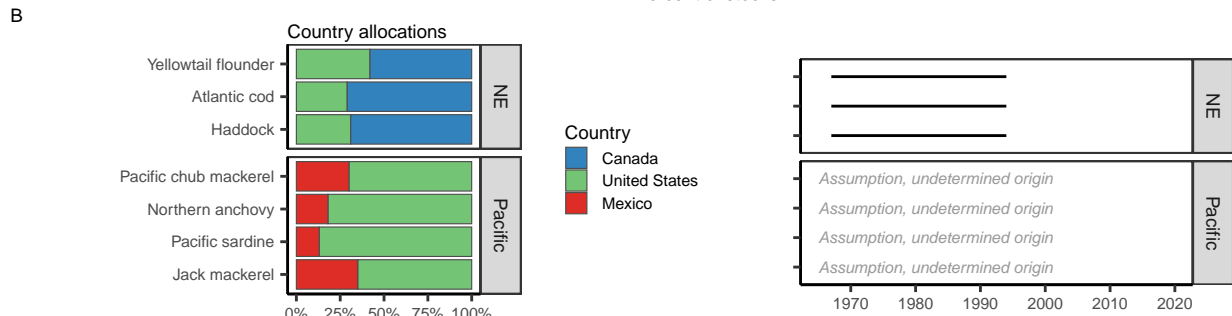 B
Country allocations
Yellowtail flounder
Atlantic cod
Haddock
NE
Pacific chub mackerel
Northern anchovy
Pacific sardine
Jack mackerel
Pacific
0% 25% 50% 75% 100%
Country
Canada
United States
Mexico
NE
Assumption, undetermined origin
Assumption, undetermined origin
Assumption, undetermined origin
Assumption, undetermined origin
Pacific
1970 1980 1990 2000 2010 2020